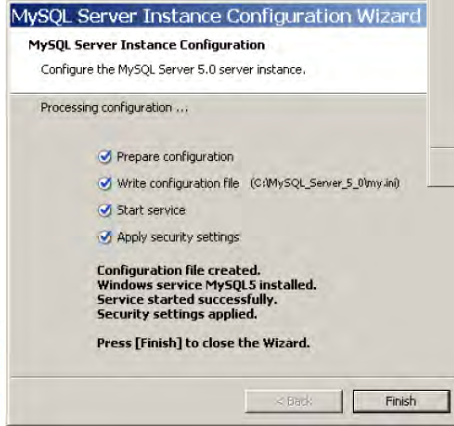 MySQL Server Instance Configuration Wizard
MySQL Server Instance Configuration
Configure the MySQL Server 5.0 server instance.
Processing configuration ...
Prepare configuration
Write configuration file (C:\MySQL_Server_5_0\my.ini)
Start service
Apply security settings
Configuration file created.
Windows service MySQL5 installed.
Service started successfully.
Security settings applied.
Press [Finish] to close the Wizard.
< Back
Finish